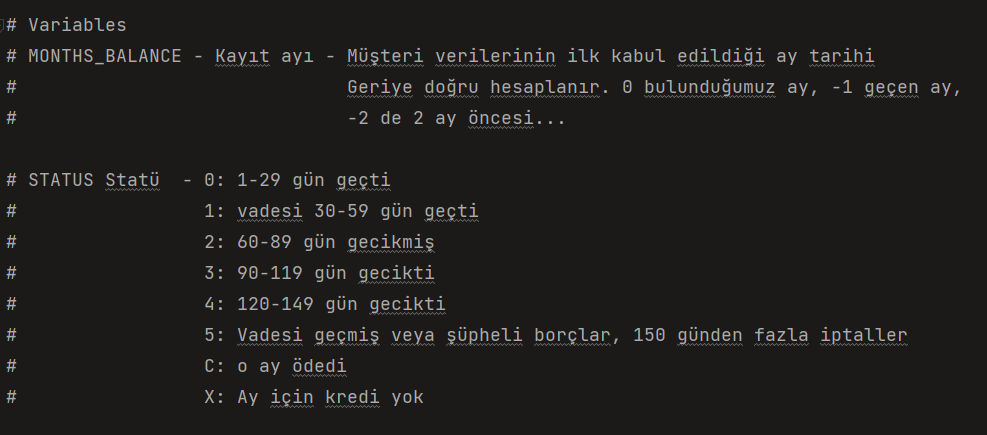 # Variables
# MONTHS_BALANCE - Kayıt ayı - Müşteri verilerinin ilk kabul edildiği ay tarihi
#                              Geriye doğru hesaplanır. 0 bulunduğumuz ay, -1 geçen ay,
#                              -2 de 2 ay öncesi...
# STATUS Statü  - 0: 1-29 gün geçti
#                 1: vadesi 30-59 gün geçti
#                 2: 60-89 gün gecikmiş
#                 3: 90-119 gün gecikti
#                 4: 120-149 gün gecikti
#                 5: Vadesi geçmiş veya şüpheli borçlar, 150 günden fazla iptaller
#                 C: o ay ödedi
#                 X: Ay için kredi yok